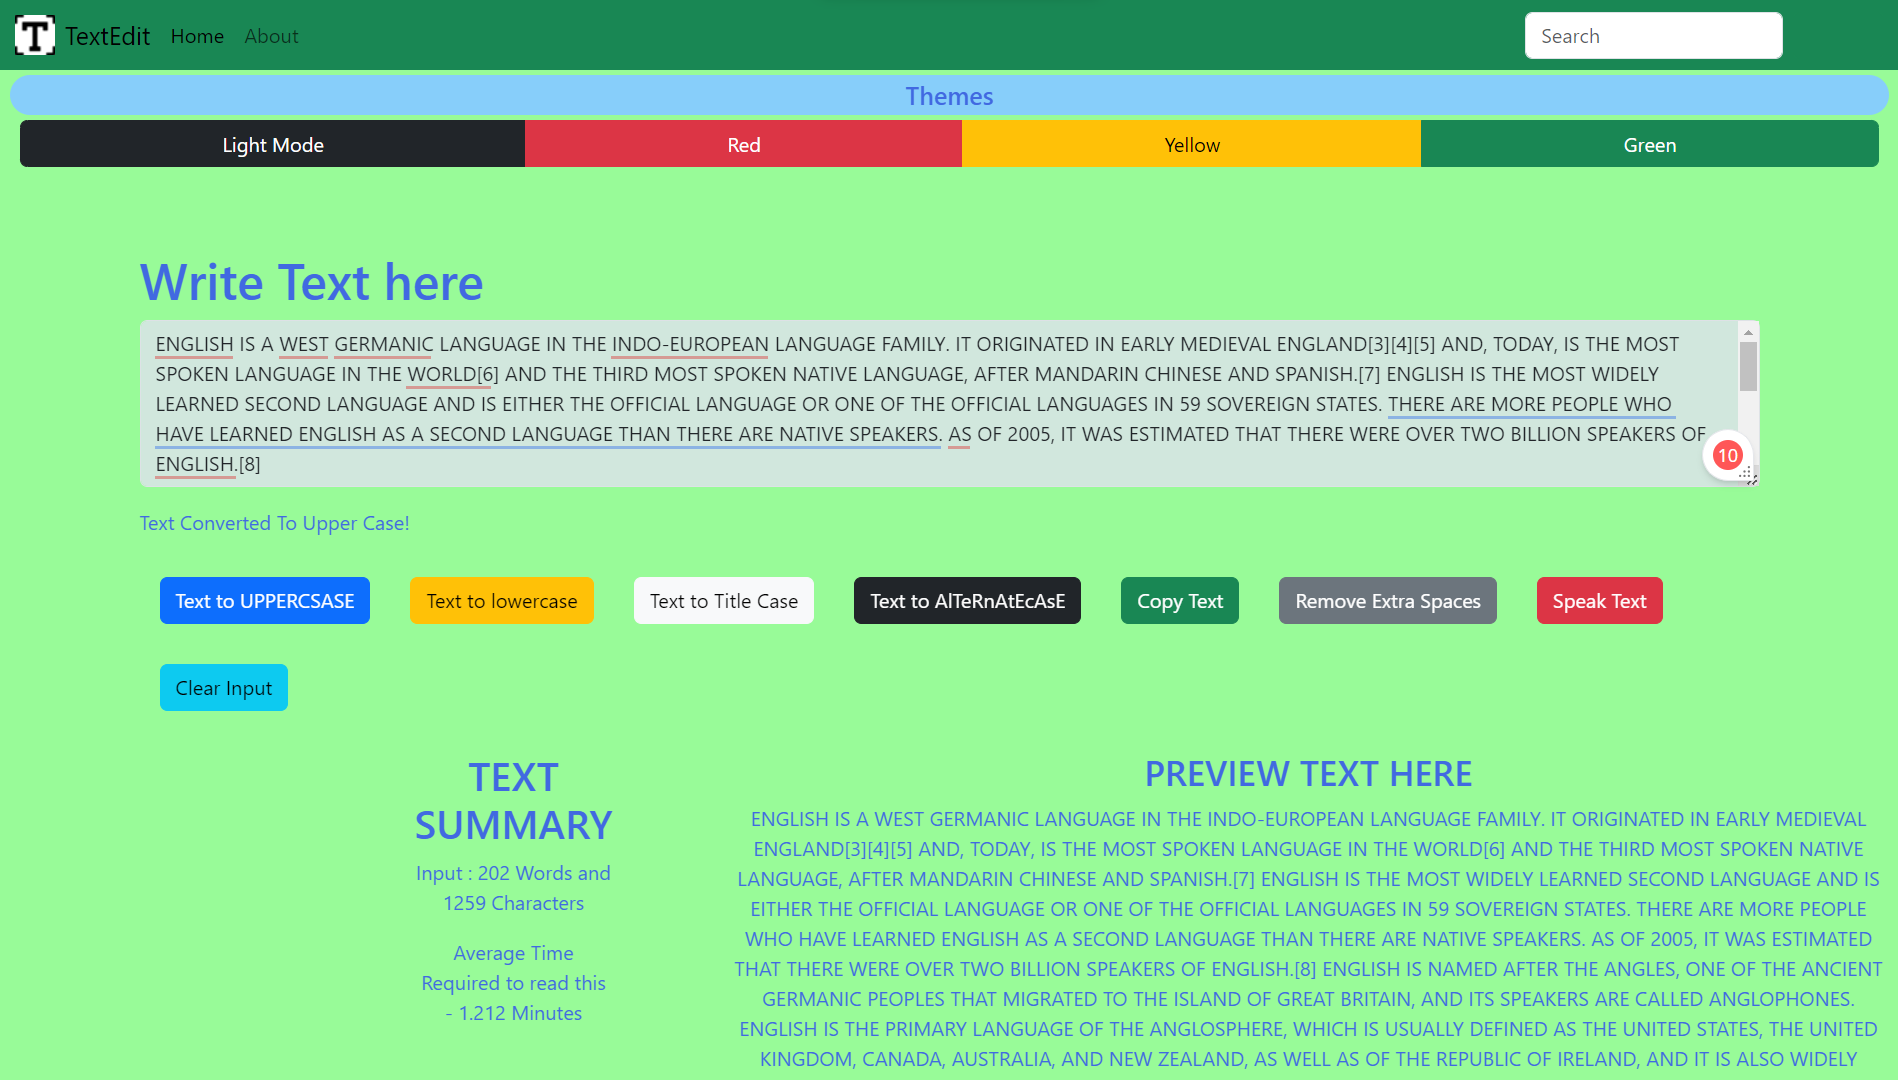 T TextEdit Home About Search
Themes
Light Mode Red Yellow Green
Write Text here
ENGLISH IS A WEST GERMANIC LANGUAGE IN THE INDO-EUROPEAN LANGUAGE FAMILY. IT ORIGINATED IN EARLY MEDIEVAL ENGLAND[3][4][5] AND, TODAY, IS THE MOST
SPOKEN LANGUAGE IN THE WORLD[6] AND THE THIRD MOST SPOKEN NATIVE LANGUAGE, AFTER MANDARIN CHINESE AND SPANISH.[7] ENGLISH IS THE MOST WIDELY
LEARNED SECOND LANGUAGE AND IS EITHER THE OFFICIAL LANGUAGE OR ONE OF THE OFFICIAL LANGUAGES IN 59 SOVEREIGN STATES. THERE ARE MORE PEOPLE WHO
HAVE LEARNED ENGLISH AS A SECOND LANGUAGE THAN THERE ARE NATIVE SPEAKERS. AS OF 2005, IT WAS ESTIMATED THAT THERE WERE OVER TWO BILLION SPEAKERS OF
ENGLISH.[8]
10
Text Converted To Upper Case!
Text to UPPERCSASE Text to lowercase Text to Title Case Text to AlTeRnAtEcAsE Copy Text Remove Extra Spaces Speak Text
Clear Input
TEXT
SUMMARY
Input : 202 Words and
1259 Characters
Average Time
Required to read this
- 1.212 Minutes
PREVIEW TEXT HERE
ENGLISH IS A WEST GERMANIC LANGUAGE IN THE INDO-EUROPEAN LANGUAGE FAMILY. IT ORIGINATED IN EARLY MEDIEVAL
ENGLAND[3][4][5] AND, TODAY, IS THE MOST SPOKEN LANGUAGE IN THE WORLD[6] AND THE THIRD MOST SPOKEN NATIVE
LANGUAGE, AFTER MANDARIN CHINESE AND SPANISH.[7] ENGLISH IS THE MOST WIDELY LEARNED SECOND LANGUAGE AND IS
EITHER THE OFFICIAL LANGUAGE OR ONE OF THE OFFICIAL LANGUAGES IN 59 SOVEREIGN STATES. THERE ARE MORE PEOPLE
WHO HAVE LEARNED ENGLISH AS A SECOND LANGUAGE THAN THERE ARE NATIVE SPEAKERS. AS OF 2005, IT WAS ESTIMATED
THAT THERE WERE OVER TWO BILLION SPEAKERS OF ENGLISH.[8] ENGLISH IS NAMED AFTER THE ANGLES, ONE OF THE ANCIENT
GERMANIC PEOPLES THAT MIGRATED TO THE ISLAND OF GREAT BRITAIN, AND ITS SPEAKERS ARE CALLED ANGLOPHONES.
ENGLISH IS THE PRIMARY LANGUAGE OF THE ANGLOSPHERE, WHICH IS USUALLY DEFINED AS THE UNITED STATES, THE UNITED
KINGDOM, CANADA, AUSTRALIA, AND NEW ZEALAND, AS WELL AS OF THE REPUBLIC OF IRELAND, AND IT IS ALSO WIDELY